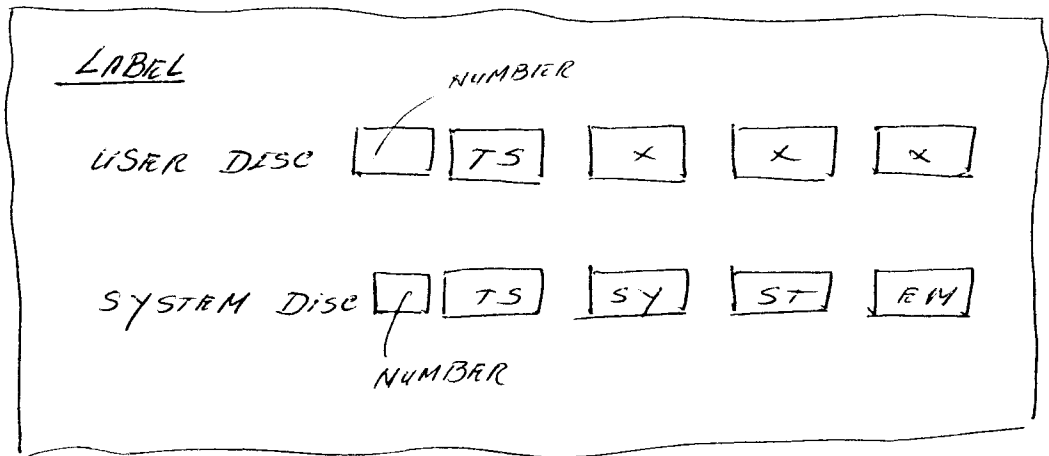 LABEL
NUMBER
USER DISC TS X X X
SYSTEM DISC TS SY ST EM
NUMBER